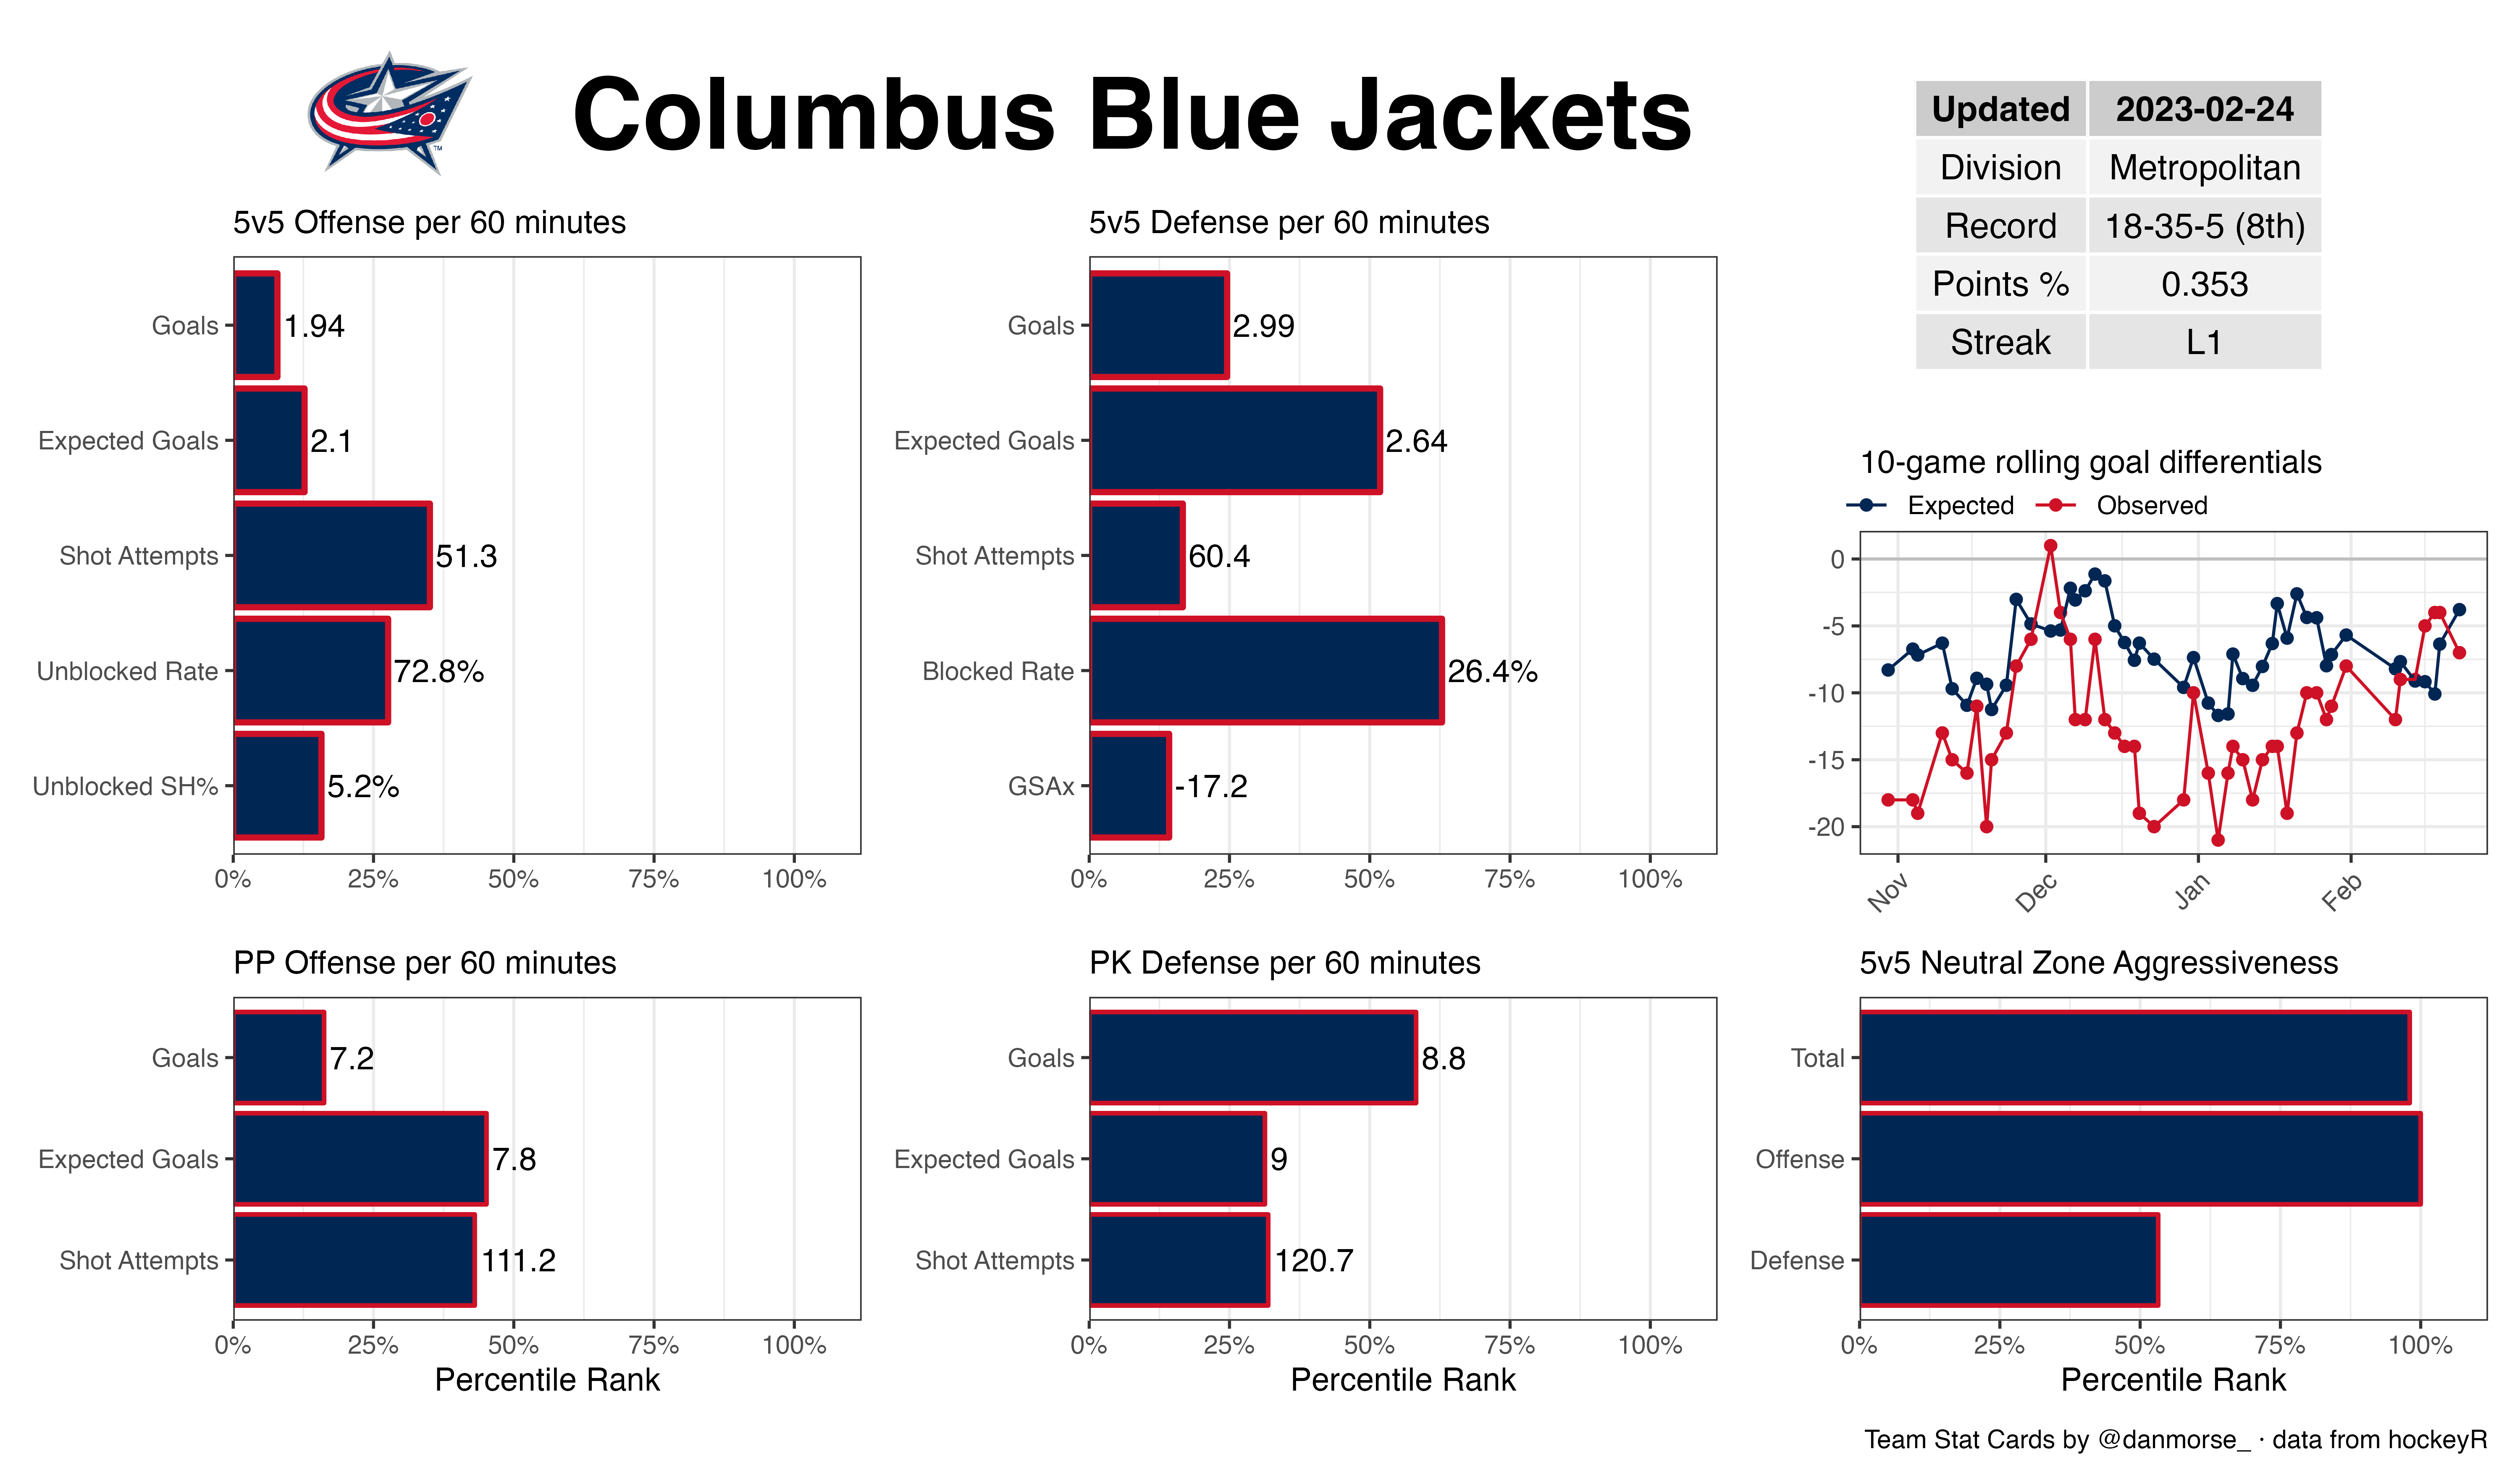 Columbus Blue Jackets
TM
Updated 2023-02-24
Division Metropolitan
Record 18-35-5 (8th)
Points % 0.353
Streak L1
5v5 Offense per 60 minutes
Goals 1.94
Expected Goals 2.1
Shot Attempts 51.3
Unblocked Rate 72.8%
Unblocked SH% 5.2%
0% 25% 50% 75% 100%
5v5 Defense per 60 minutes
Goals 2.99
Expected Goals 2.64
Shot Attempts 60.4
Blocked Rate 26.4%
GSAx -17.2
0% 25% 50% 75% 100%
10-game rolling goal differentials
Expected Observed
0
-5
-10
-15
-20
Nov Dec Jan Feb
PP Offense per 60 minutes
Goals 7.2
Expected Goals 7.8
Shot Attempts 111.2
0% 25% 50% 75% 100%
Percentile Rank
PK Defense per 60 minutes
Goals 8.8
Expected Goals 9
Shot Attempts 120.7
0% 25% 50% 75% 100%
Percentile Rank
5v5 Neutral Zone Aggressiveness
Total
Offense
Defense
0% 25% 50% 75% 100%
Percentile Rank
Team Stat Cards by @danmorse_ · data from hockeyR